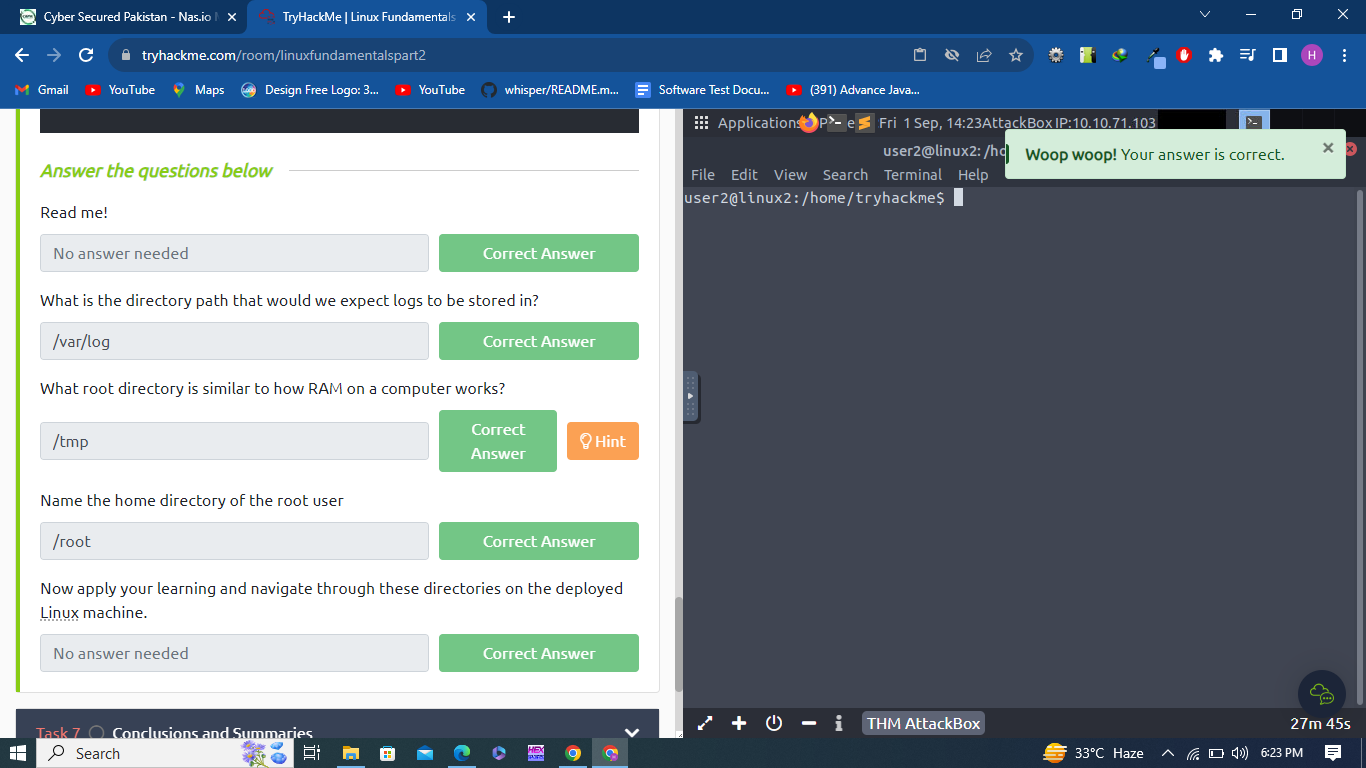 Cyber Secured Pakistan - Nas.io
TryHackMe | Linux Fundamentals
tryhackme.com/room/linuxfundamentalspart2
H
Gmail
YouTube
Maps
Design Free Logo: 3...
YouTube
whisper/README.m...
Software Test Docu...
(391) Advance Java...
Answer the questions below
Read me!
No answer needed
Correct Answer
What is the directory path that would we expect logs to be stored in?
/var/log
Correct Answer
What root directory is similar to how RAM on a computer works?
/tmp
Correct
Answer
Hint
Name the home directory of the root user
/root
Correct Answer
Now apply your learning and navigate through these directories on the deployed
Linux machine.
No answer needed
Correct Answer
Task 7 Conclusions and Summaries
Applications Fri 1 Sep, 14:23 AttackBox IP:10.10.71.103
user2@linux2: /ho
Woop woop! Your answer is correct.
File Edit View Search Terminal Help
user2@linux2:/home/tryhackme$
THM AttackBox
27m 45s
Search
33°C Haze
6:23 PM